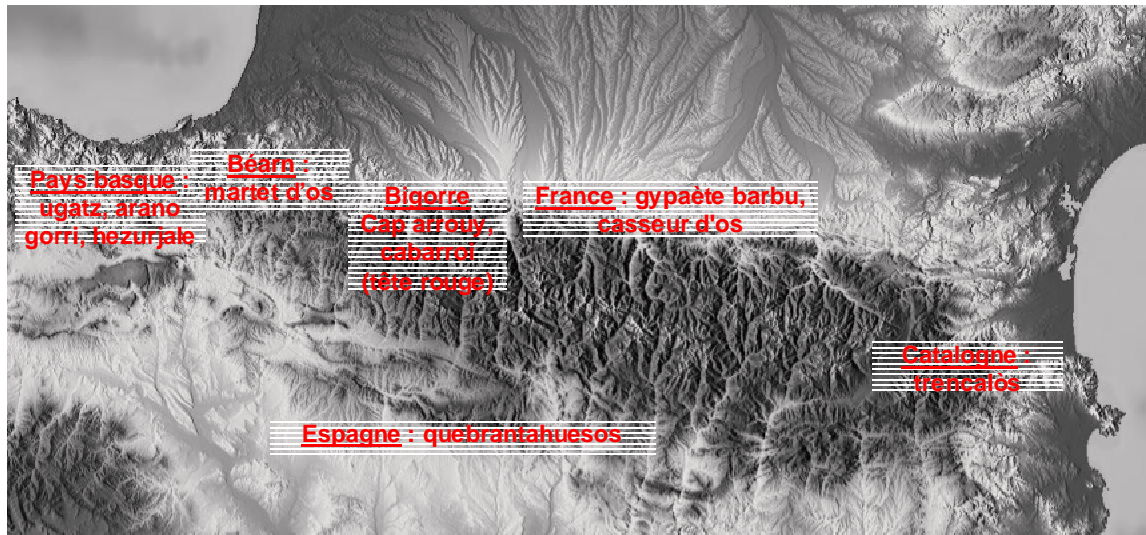 Pays basque :
ugatz, arano
gorri, hezurjale
Béarn :
martet d'os
Bigorre
Cap arrouy,
cabarroi
(tête rouge)
France : gypaète barbu,
casseur d'os
Catalogne :
trencalòs
Espagne : quebrantahuesos